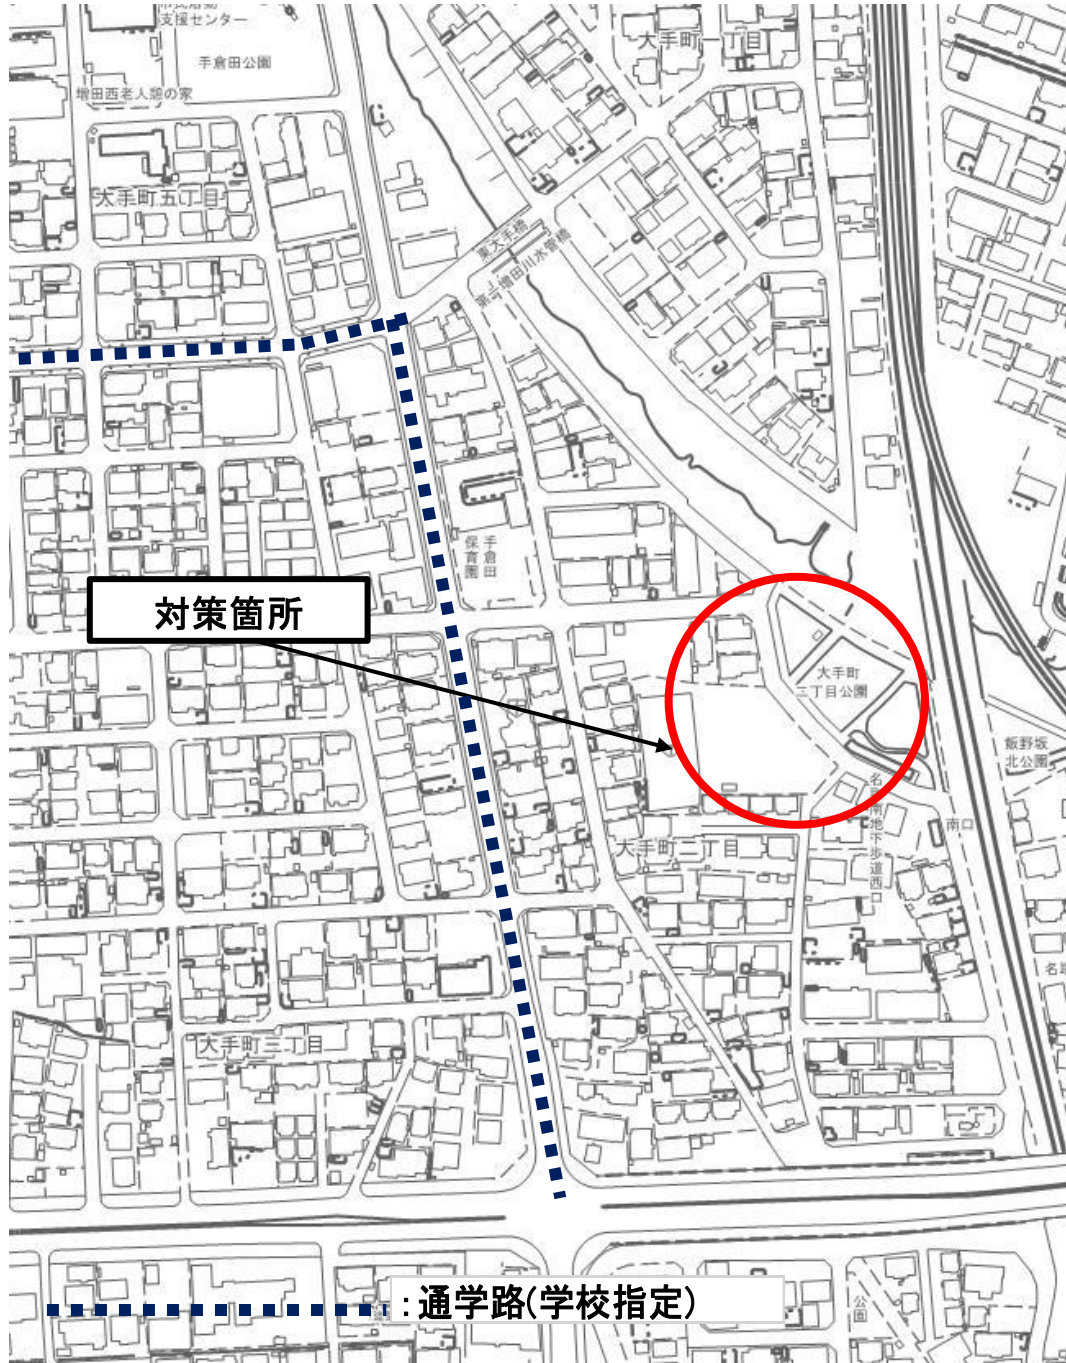 支援センター
手倉田公園
増田西老人憩の家
大手町五丁目
大手町一丁目
東大手橋
第一増田川水管橋
手倉田
保育園
対策箇所
大手町
二丁目公園
飯野坂
北公園
名取南地下歩道西口
南口
大手町二丁目
大手町三丁目
公園
:通学路(学校指定)